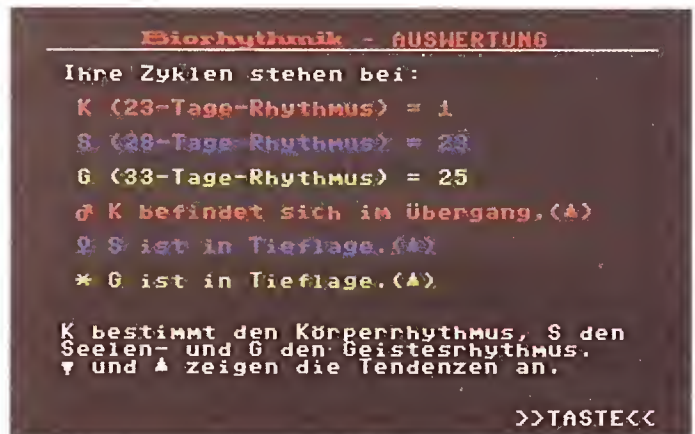 Biorhythmik - AUSWERTUNG
Ihre Zyklen stehen bei:
K (23-Tage-Rhythmus) = 1
S (28-Tage-Rhythmus) =
G (33-Tage-Rhythmus) = 25
♂ K befindet sich im Übergang.(▲)
♀ S ist in Tieflage.(▲)
* G ist in Tieflage.(▲)
K bestimmt den Körperrhythmus, S den
Seelen- und G den Geistesrhythmus.
▼ und ▲ zeigen die Tendenzen an.
>>TASTE<<